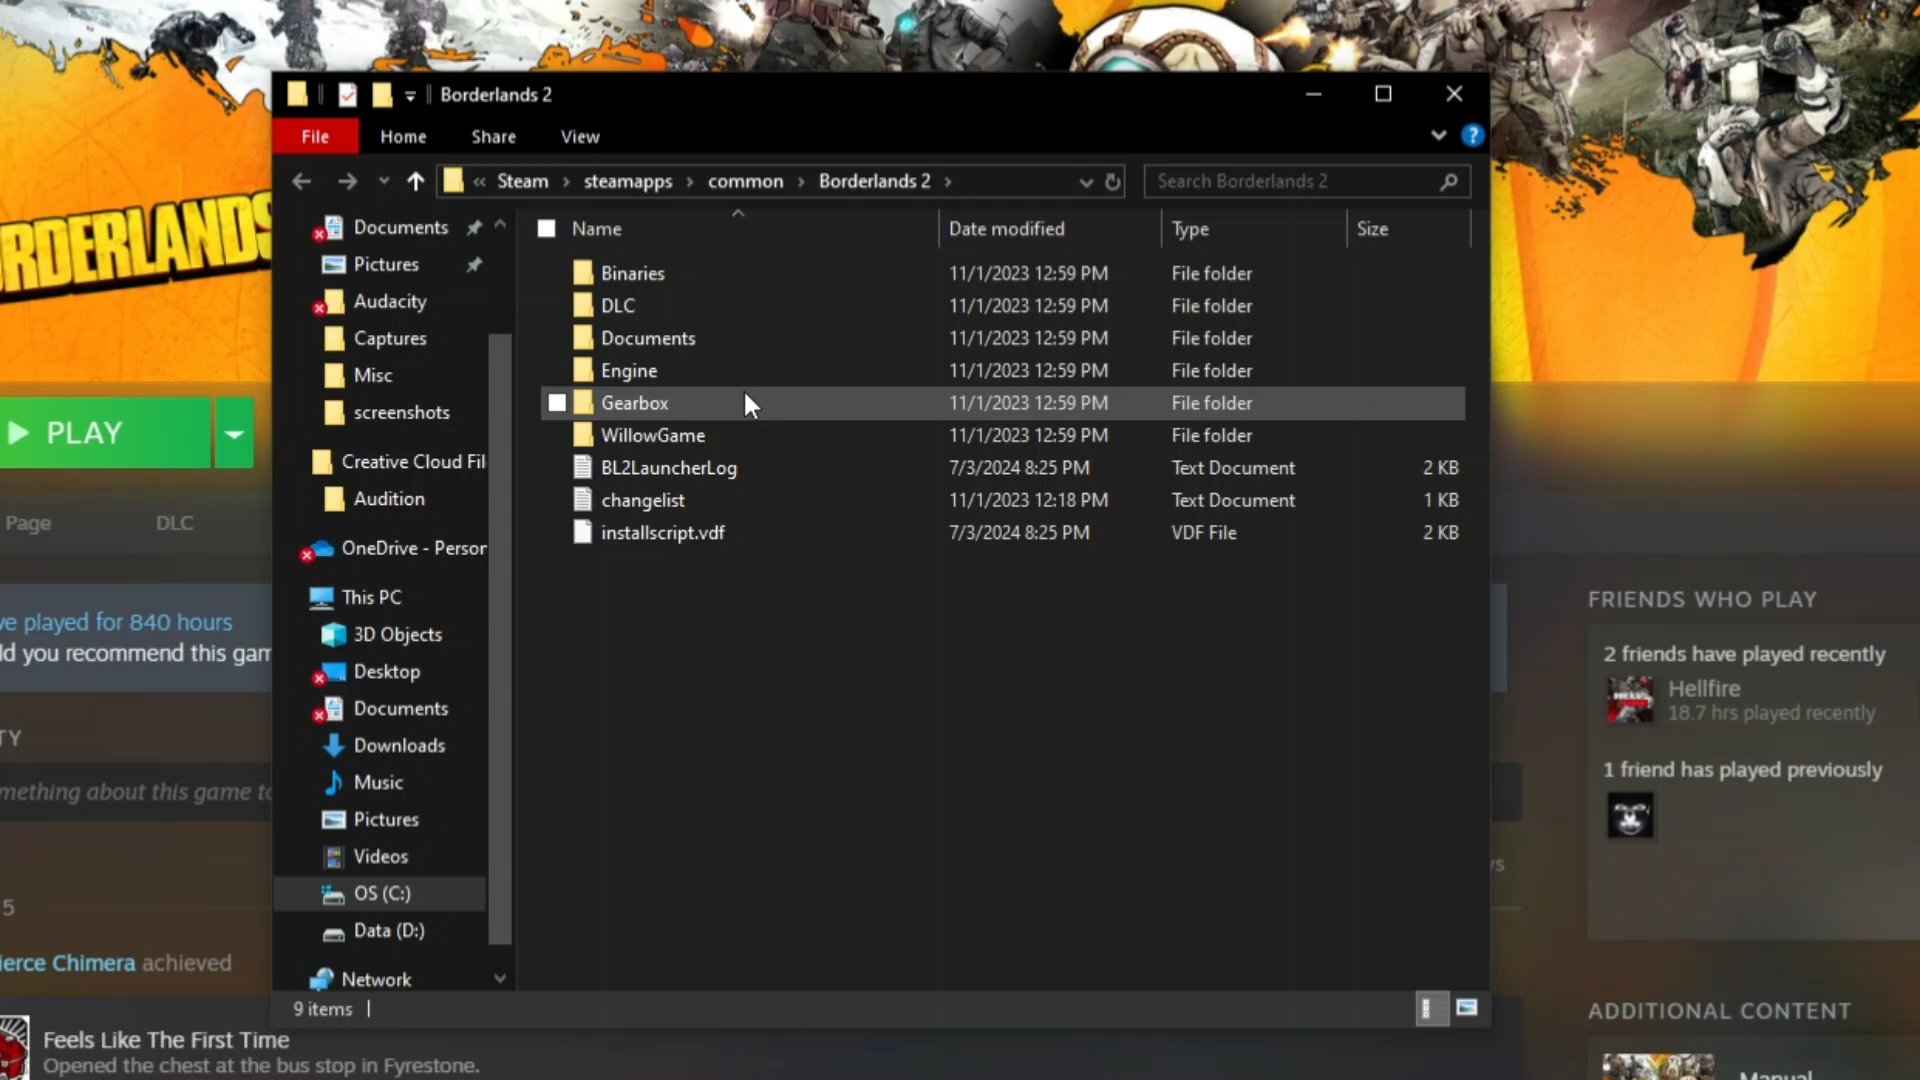 Borderlands 2
File Home Share View
« Steam › steamapps › common › Borderlands 2 ›
Search Borderlands 2
Name Date modified Type Size
Documents
Pictures
Audacity
Captures
Misc
screenshots
Creative Cloud Fil
Audition
OneDrive - Person
This PC
3D Objects
Desktop
Documents
Downloads
Music
Pictures
Videos
OS (C:)
Data (D:)
Network
Binaries 11/1/2023 12:59 PM File folder
DLC 11/1/2023 12:59 PM File folder
Documents 11/1/2023 12:59 PM File folder
Engine 11/1/2023 12:59 PM File folder
Gearbox 11/1/2023 12:59 PM File folder
WillowGame 11/1/2023 12:59 PM File folder
BL2LauncherLog 7/3/2024 8:25 PM Text Document 2 KB
changelist 11/1/2023 12:18 PM Text Document 1 KB
installscript.vdf 7/3/2024 8:25 PM VDF File 2 KB
9 items
RDERLANDS
PLAY
Page DLC
ve played for 840 hours
ld you recommend this gam
TY
mething about this game to
5
ierce Chimera achieved
Feels Like The First Time
Opened the chest at the bus stop in Fyrestone.
FRIENDS WHO PLAY
2 friends have played recently
Hellfire
18.7 hrs played recently
1 friend has played previously
ys
ADDITIONAL CONTENT
Manual